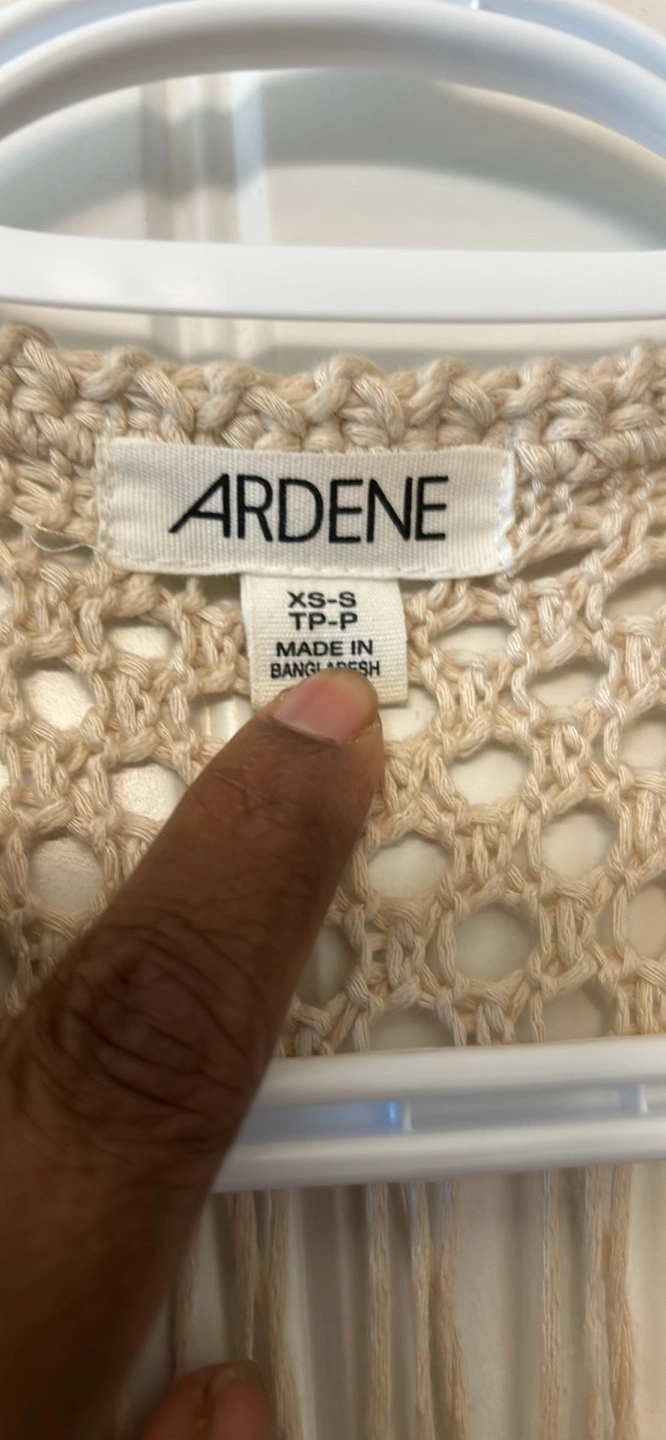 ARDENE
XS-S
TP-P
MADE IN
BANGLADESH